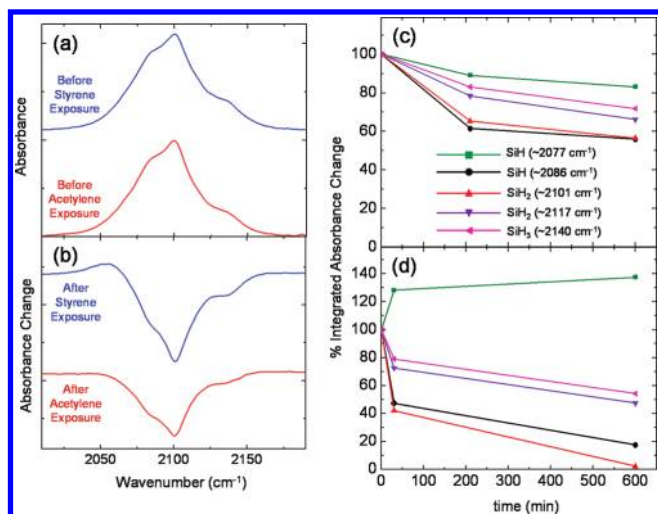 (a)
Before
Styrene
Exposure
Before
Acetylene
Exposure
Absorbance
(b)
After
Styrene
Exposure
After
Acetylene
Exposure
Absorbance Change
2050 2100 2150
Wavenumber (cm⁻¹)
(c)
100
80
60
40
20
0
SiH (~2077 cm⁻¹)
SiH (~2086 cm⁻¹)
SiH₂ (~2101 cm⁻¹)
SiH₂ (~2117 cm⁻¹)
SiH₃ (~2140 cm⁻¹)
% Integrated Absorbance Change
(d)
140
120
100
80
60
40
20
0
0 100 200 300 400 500 600
time (min)